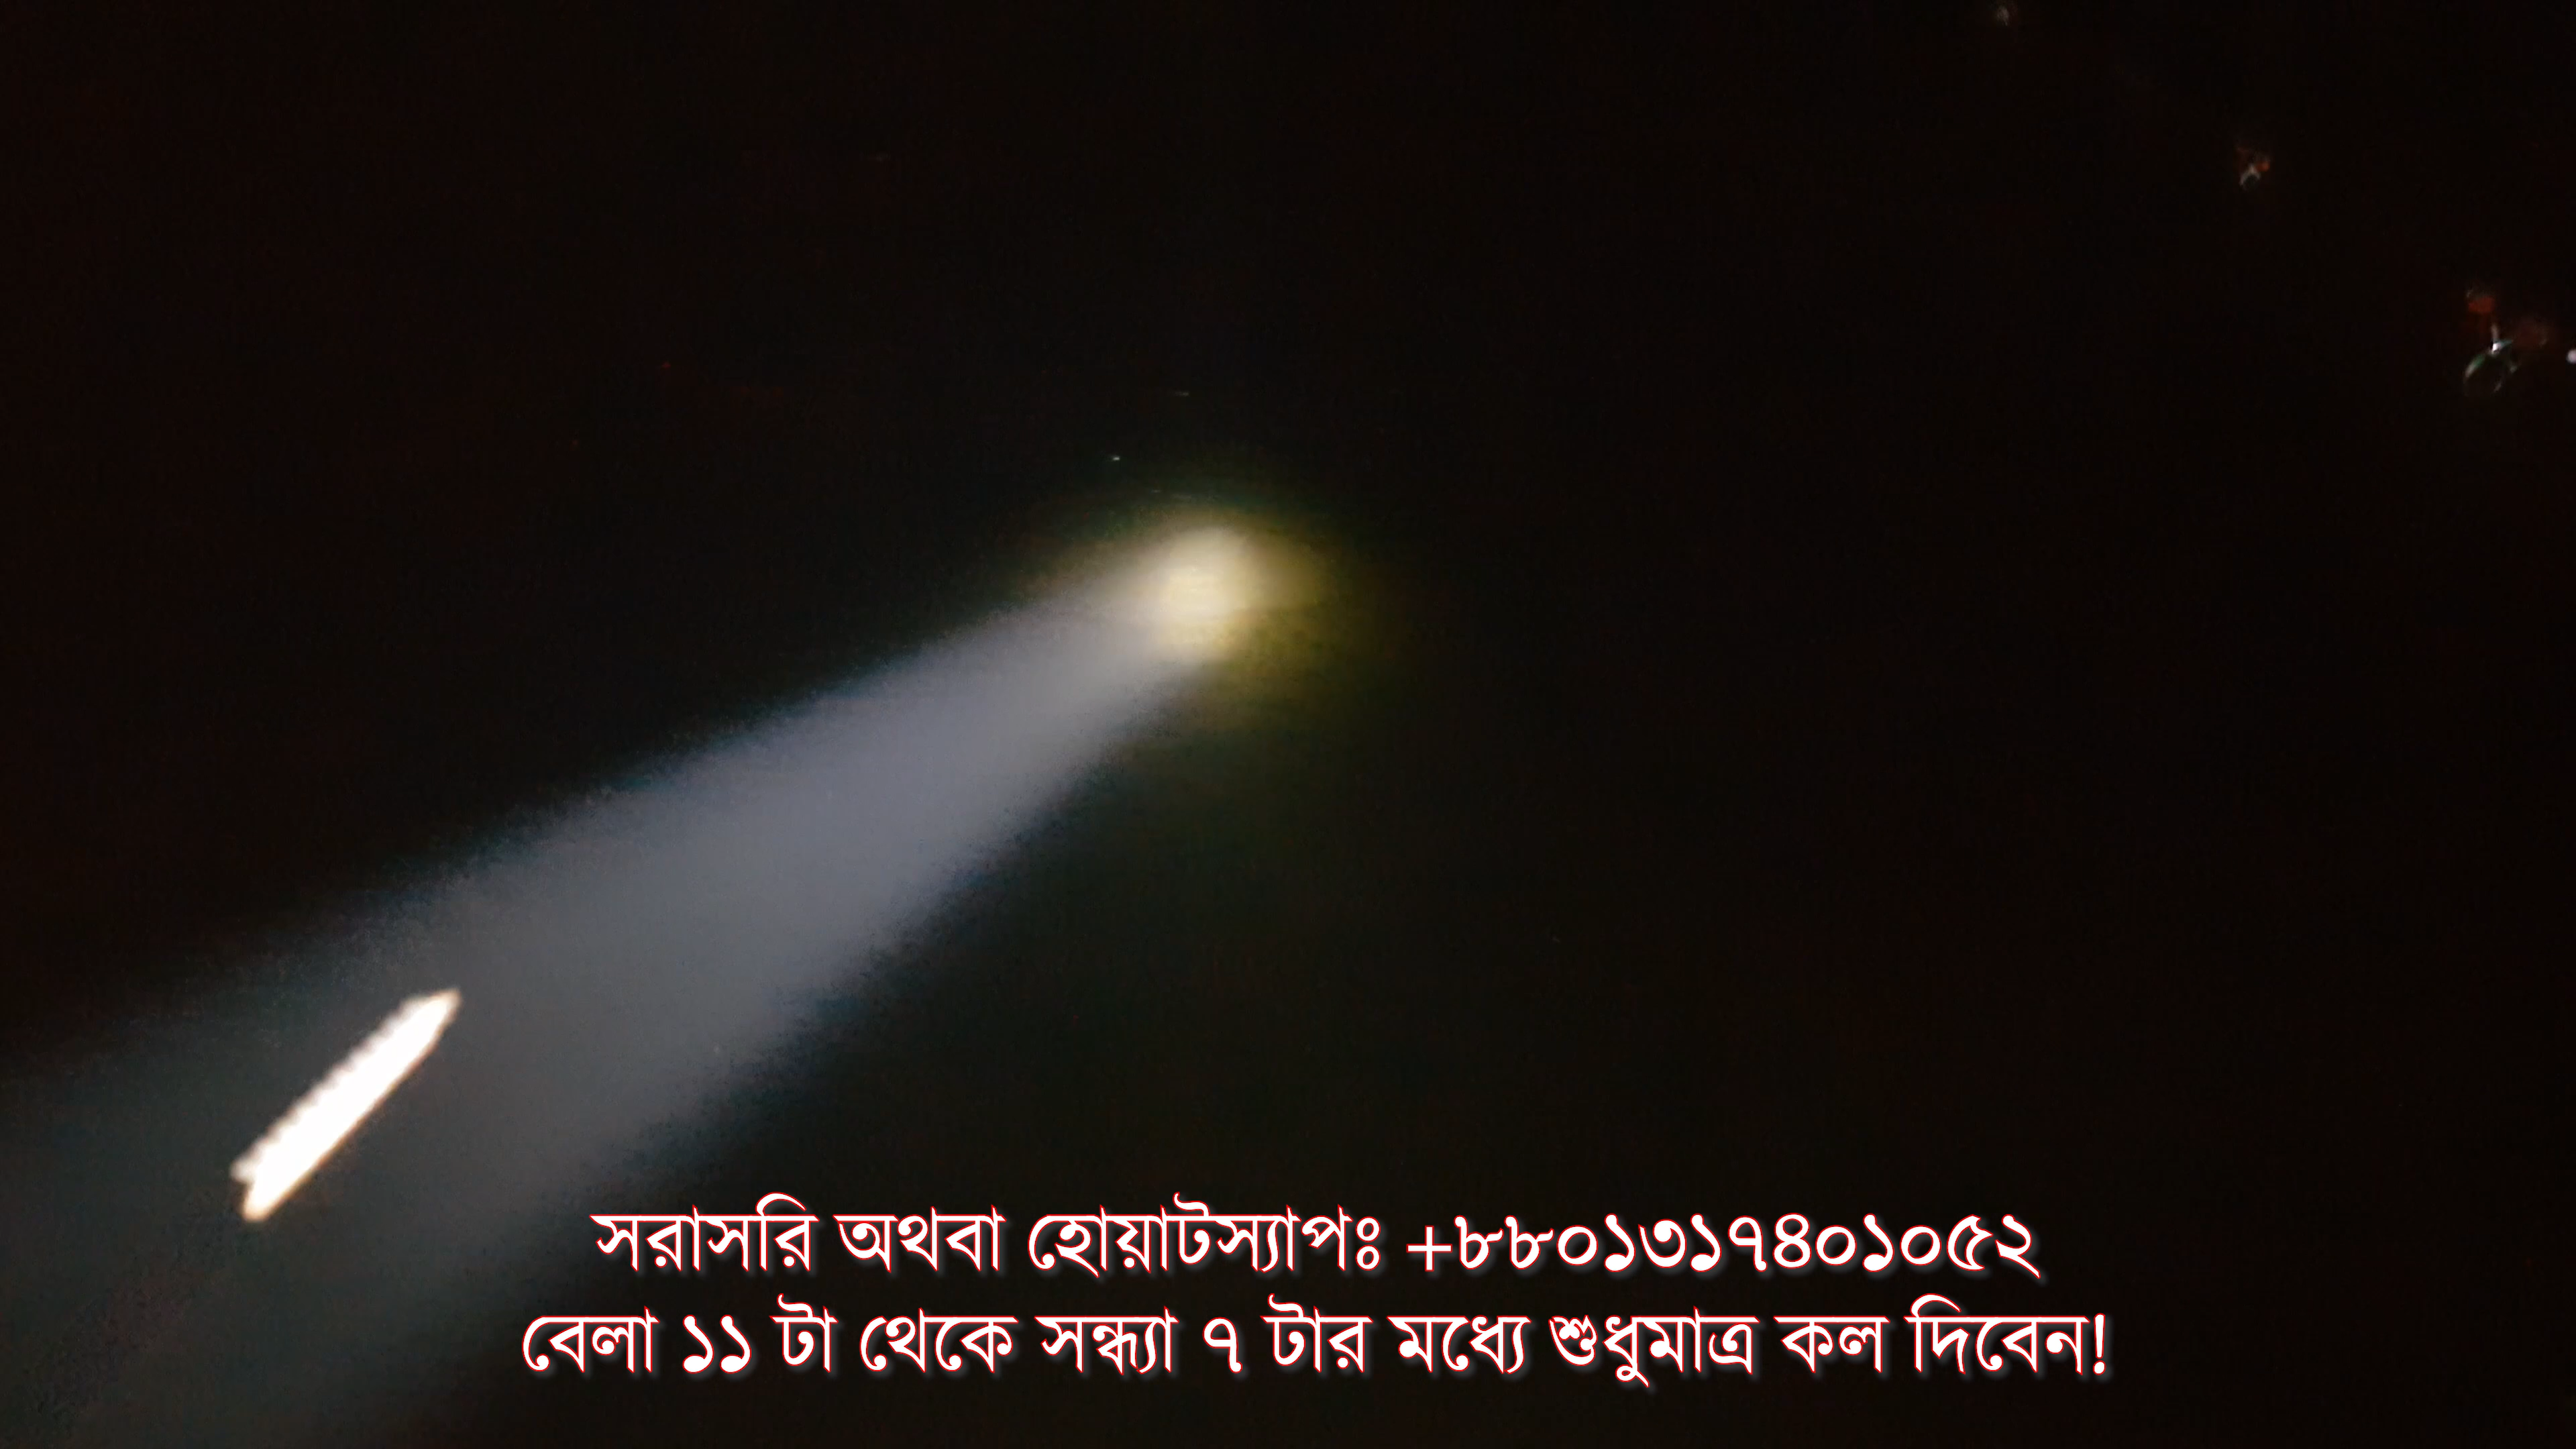 সরাসরি অথবা হোয়াটস্যাপঃ +৮৮০১৩১৭৪০১০৫২
বেলা ১১ টা থেকে সন্ধ্যা ৭ টার মধ্যে শুধুমাত্র কল দিবেন!